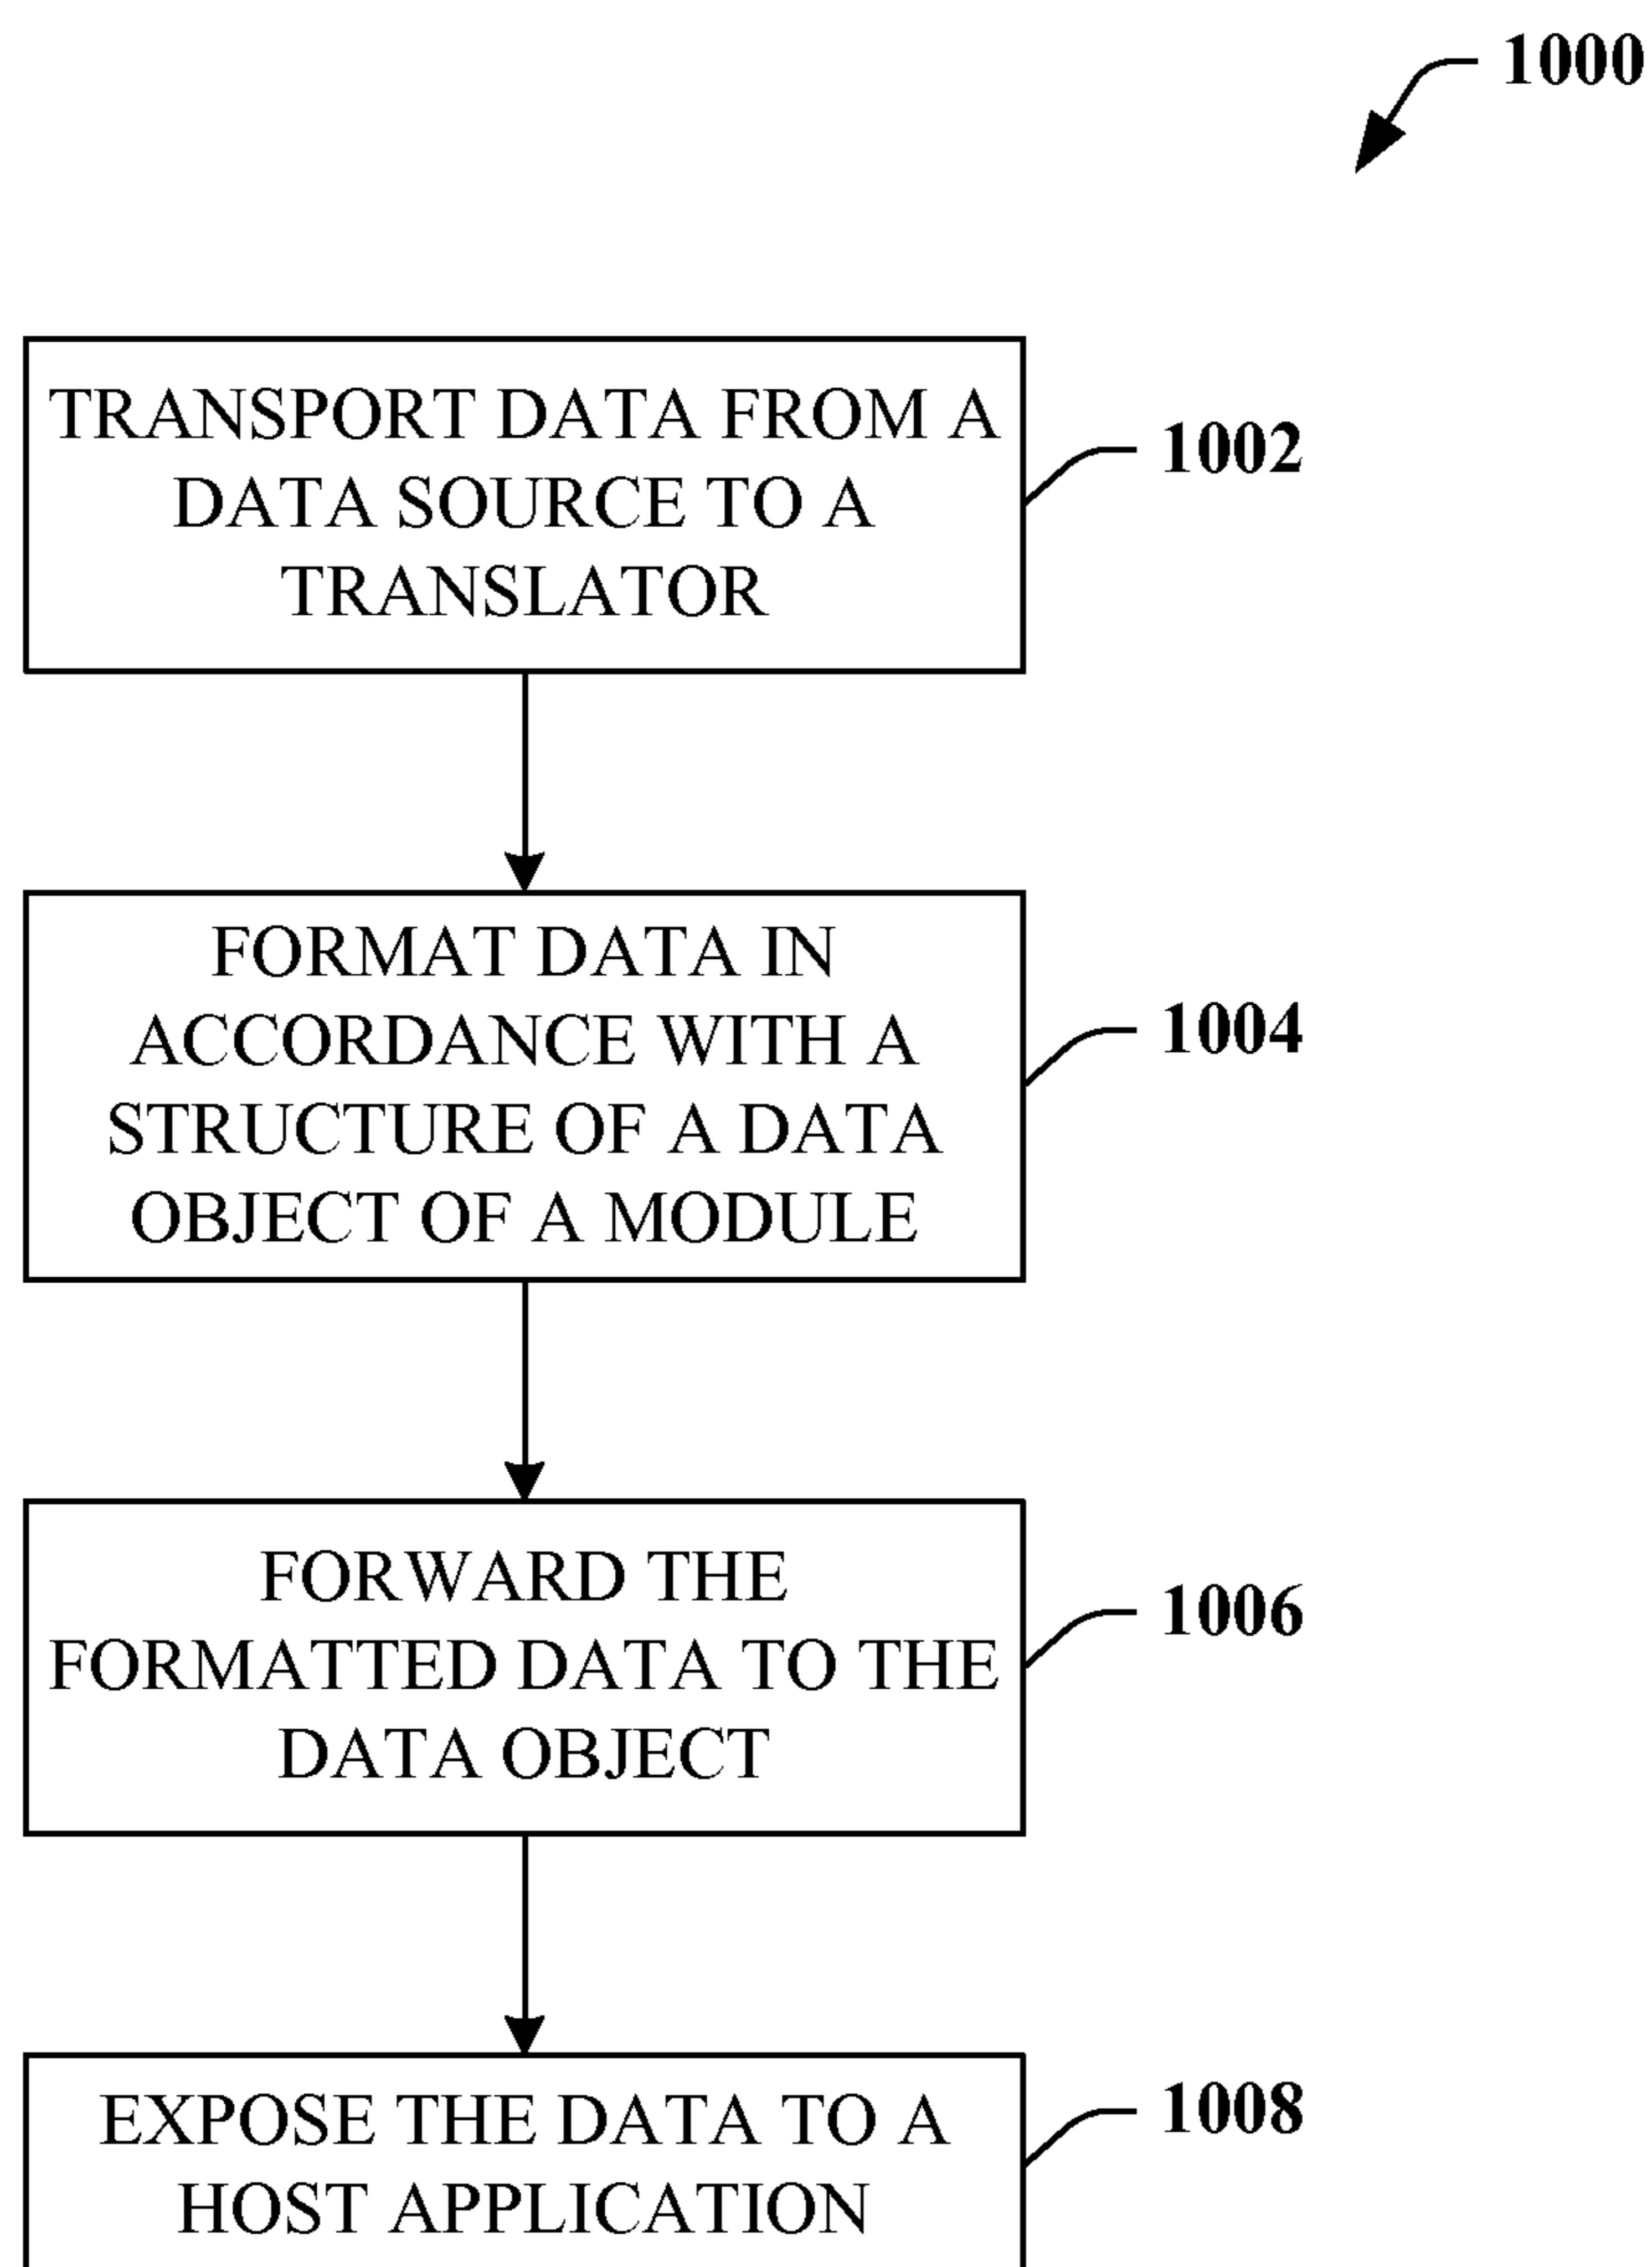 1000
TRANSPORT DATA FROM A
DATA SOURCE TO A
TRANSLATOR
1002
FORMAT DATA IN
ACCORDANCE WITH A
STRUCTURE OF A DATA
OBJECT OF A MODULE
1004
FORWARD THE
FORMATTED DATA TO THE
DATA OBJECT
1006
EXPOSE THE DATA TO A
HOST APPLICATION
1008